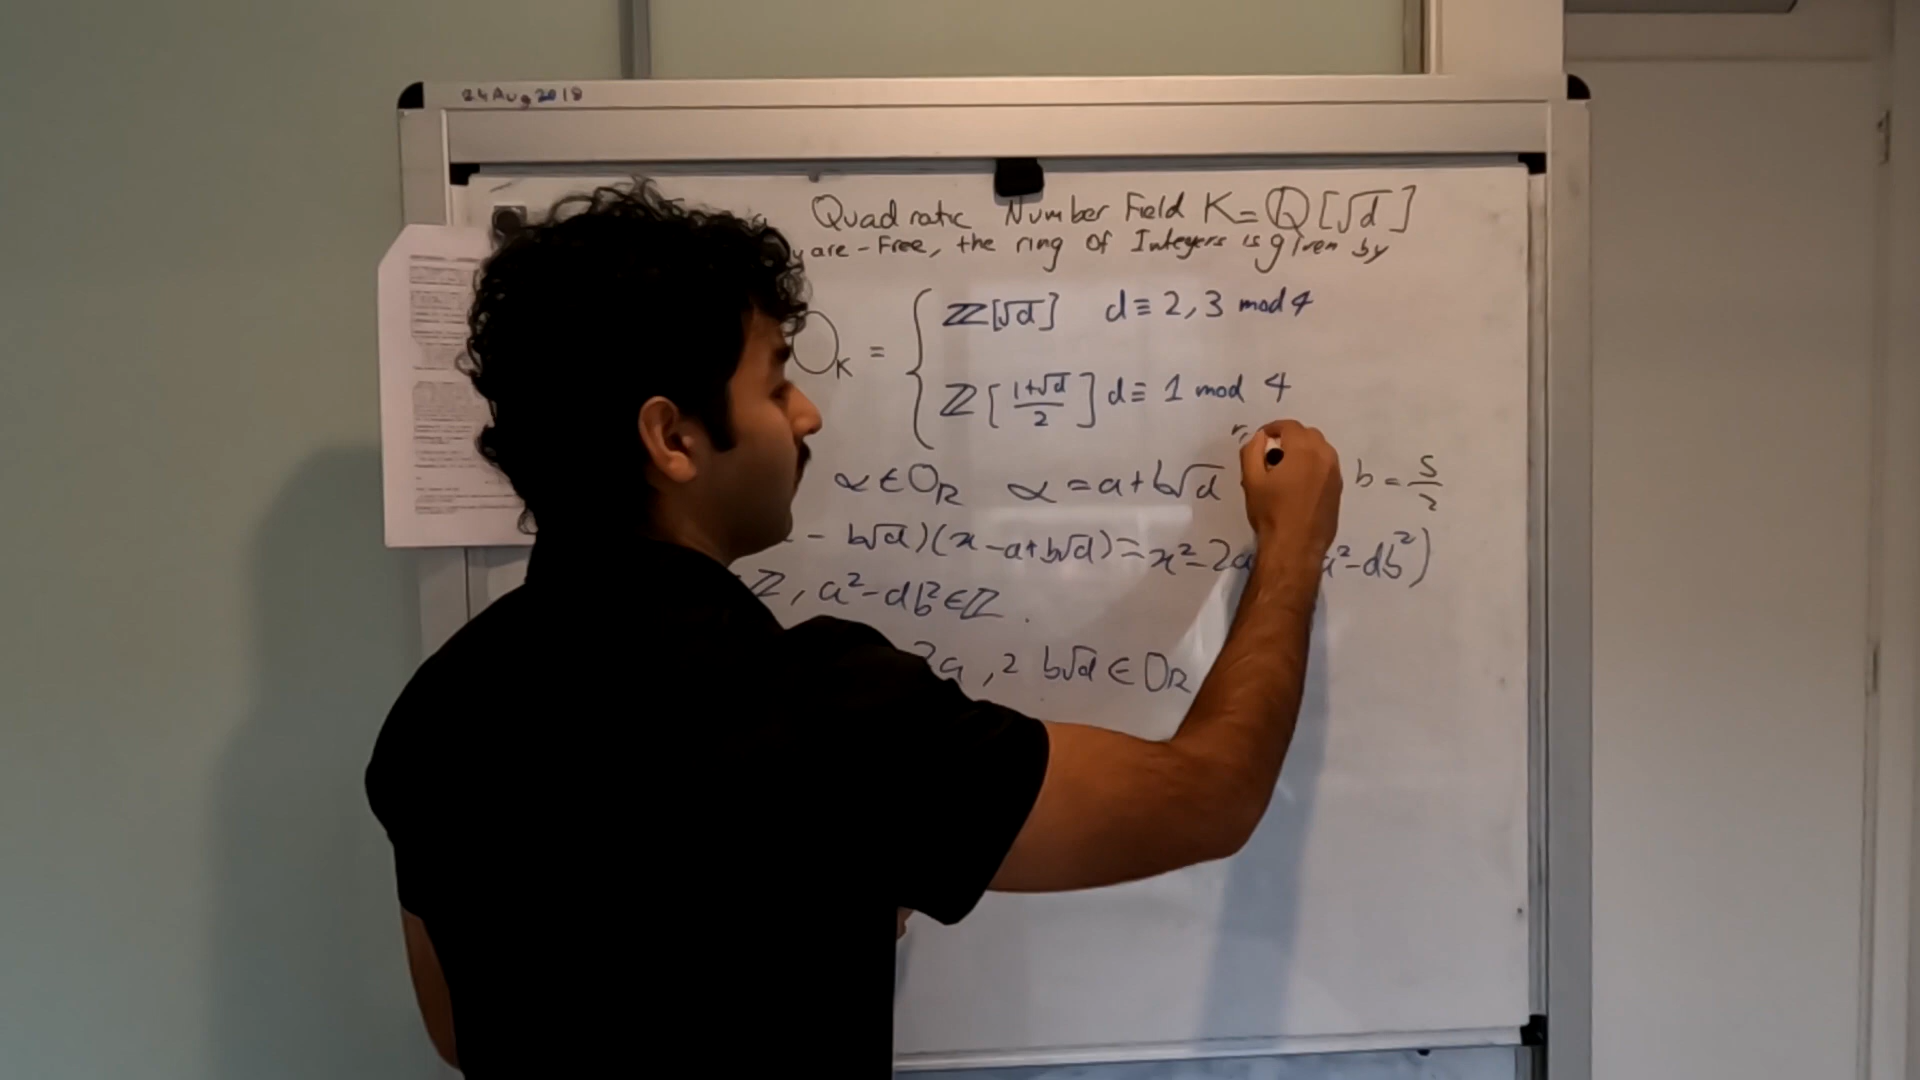 24 Aug 2018
Quadratic Number Field K = ℚ[√d]
are - Free, the ring of Integers is given by
O_K = { ℤ[√d] d ≡ 2, 3 mod 4
ℤ[(1+√d)/2] d ≡ 1 mod 4
α ∈ O_K α = a + b√d b = s/2
- b√d)(x - a + b√d) = x² - 2a a² - db²)
ℤ, a² - db² ∈ ℤ.
2a, 2 b√d ∈ O_K